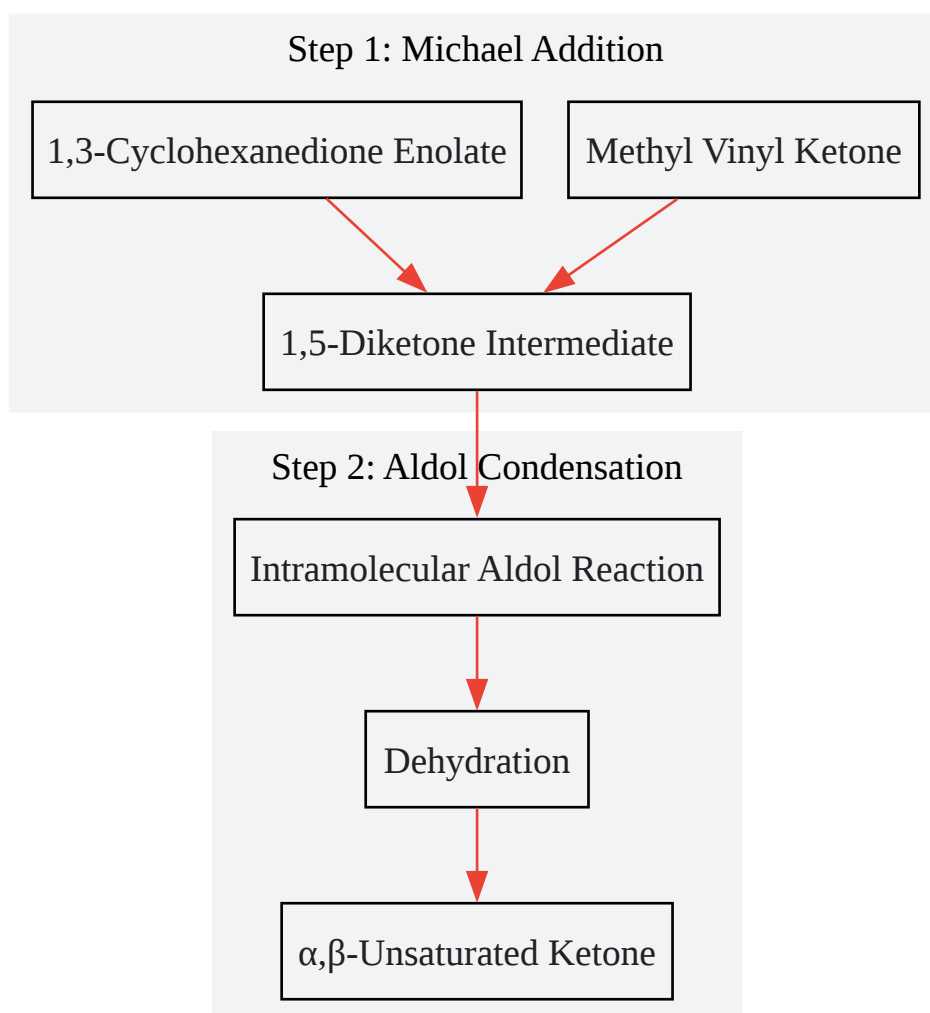 Step 1: Michael Addition
1,3-Cyclohexanedione Enolate
Methyl Vinyl Ketone
1,5-Diketone Intermediate
Step 2: Aldol Condensation
Intramolecular Aldol Reaction
Dehydration
α,β-Unsaturated Ketone